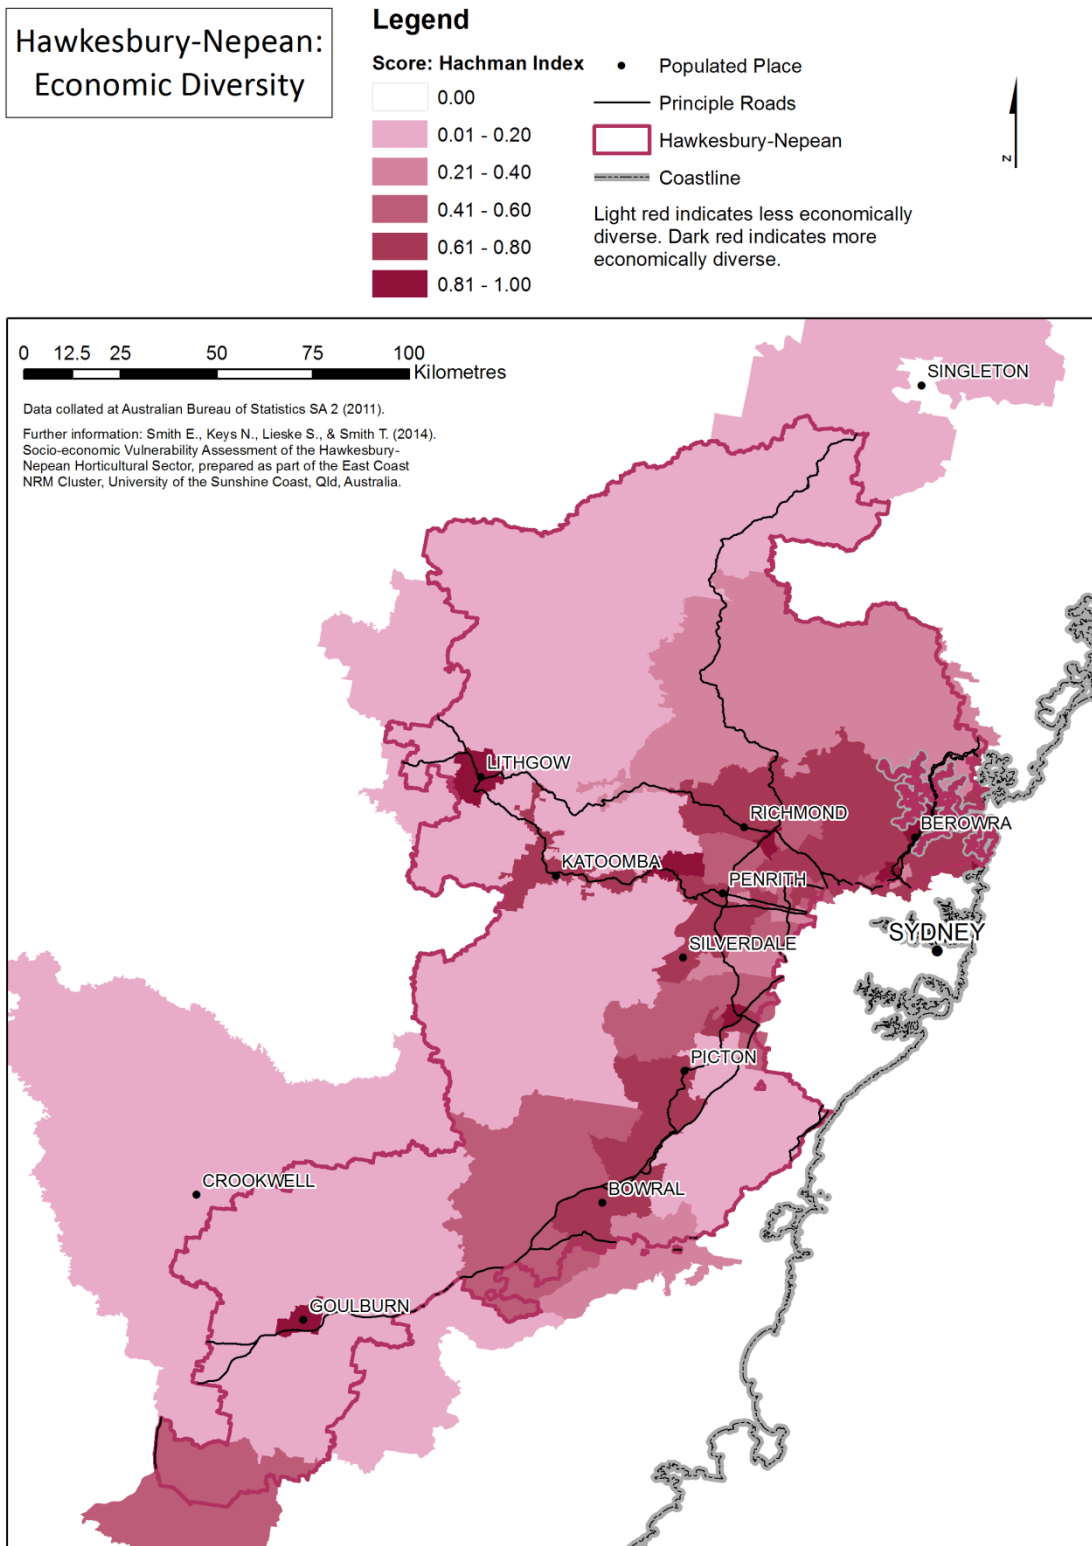 Hawkesbury-Nepean:
Economic Diversity
Legend
Score: Hachman Index
0.00
0.01 - 0.20
0.21 - 0.40
0.41 - 0.60
0.61 - 0.80
0.81 - 1.00
Populated Place
Principle Roads
Hawkesbury-Nepean
Coastline
Light red indicates less economically
diverse. Dark red indicates more
economically diverse.
N
0 12.5 25 50 75 100
Kilometres
Data collated at Australian Bureau of Statistics SA 2 (2011).
Further information: Smith E., Keys N., Lieske S., & Smith T. (2014).
Socio-economic Vulnerability Assessment of the Hawkesbury-
Nepean Horticultural Sector, prepared as part of the East Coast
NRM Cluster, University of the Sunshine Coast, Qld, Australia.
SINGLETON
LITHGOW
RICHMOND
BEROWRA
KATOOMBA
PENRITH
SYDNEY
SILVERDALE
PICTON
CROOKWELL
BOWRAL
GOULBURN